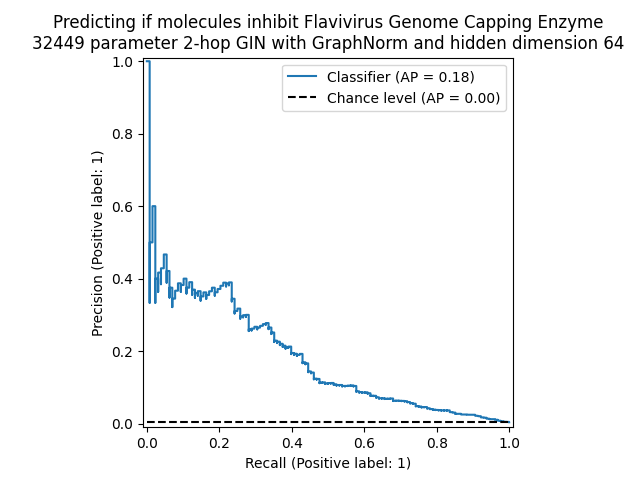 Predicting if molecules inhibit Flavivirus Genome Capping Enzyme
32449 parameter 2-hop GIN with GraphNorm and hidden dimension 64
Classifier (AP = 0.18)
Chance level (AP = 0.00)
Precision (Positive label: 1)
1.0
0.8
0.6
0.4
0.2
0.0
0.0 0.2 0.4 0.6 0.8 1.0
Recall (Positive label: 1)